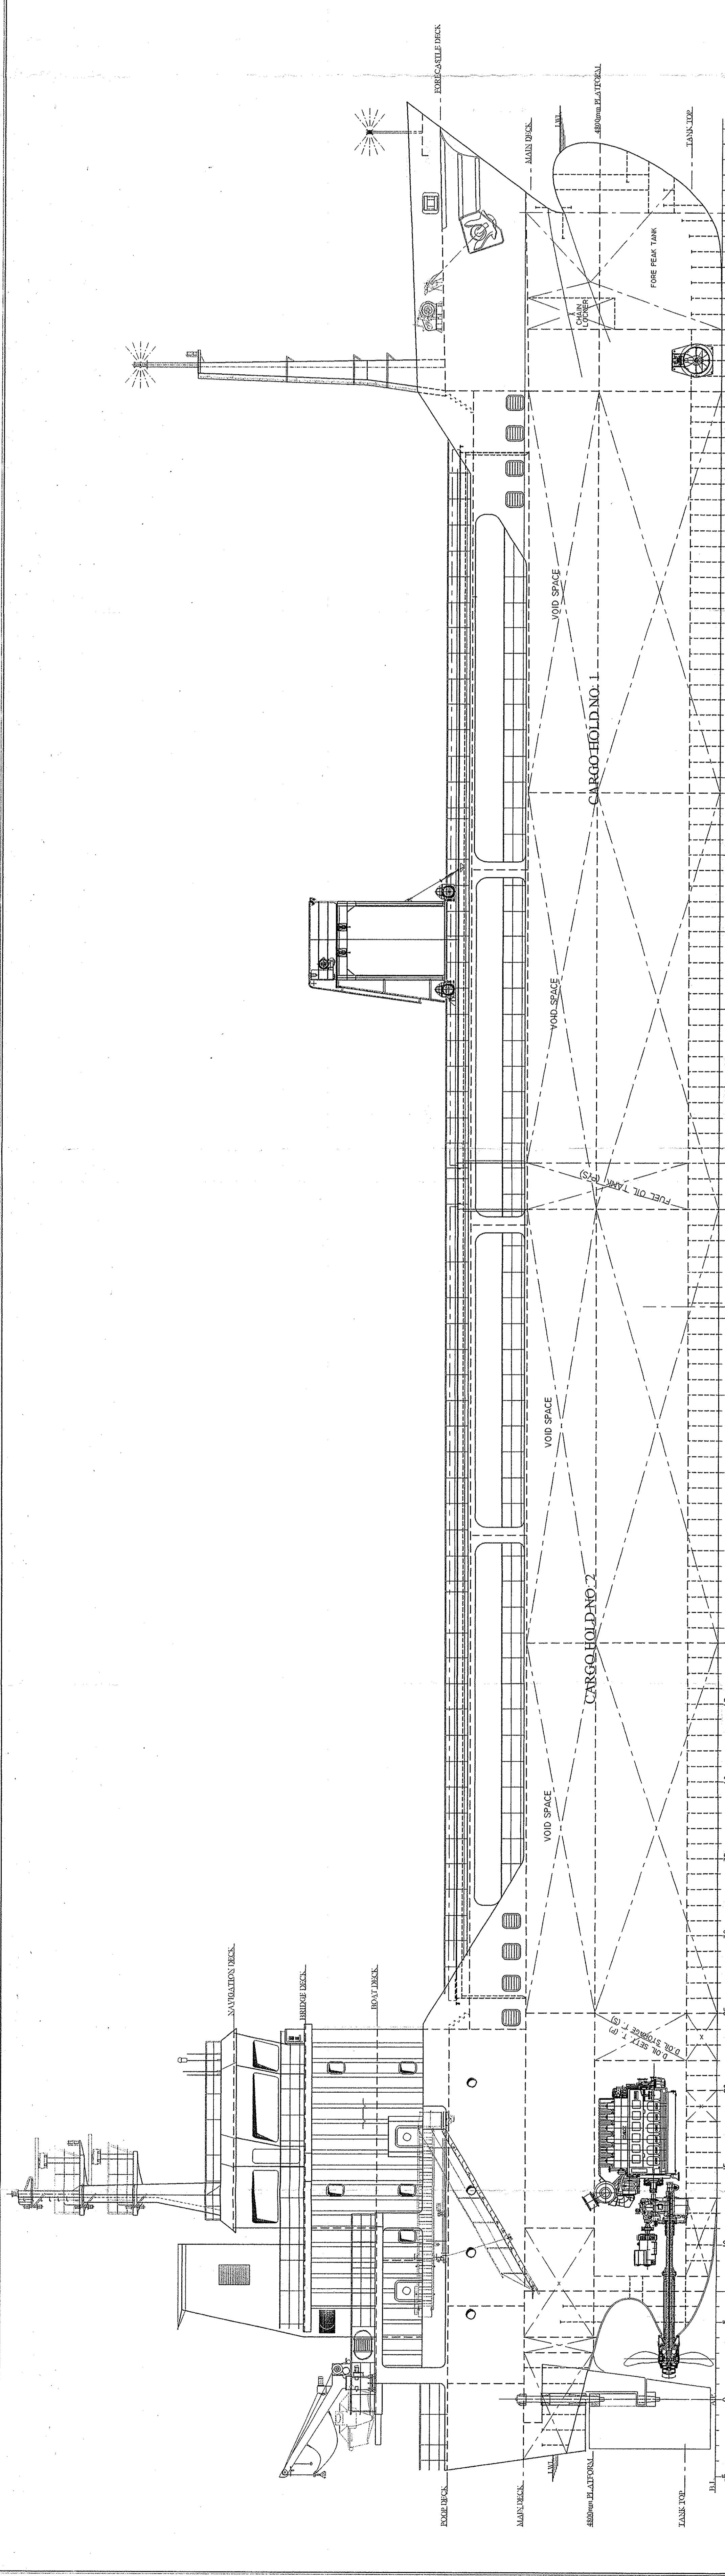 FORECASTLE DECK
LWL
4800mm PLATFORM
MAIN DECK
TANK TOP
FORE PEAK TANK
CHAIN
LOCKER
VOID SPACE
CARGO HOLD NO: 1
VOID SPACE
FUEL OIL TANK (P/S)
VOID SPACE
CARGO HOLD NO: 2
VOID SPACE
NAVIGATION DECK
BRIDGE DECK
BOAT DECK
D.OIL SETT. T. (P)
D.OIL STORAGE T. (S)
POOP DECK
MAIN DECK
LWL
4800mm PLATFORM
TANK TOP
B.L.
A.P.